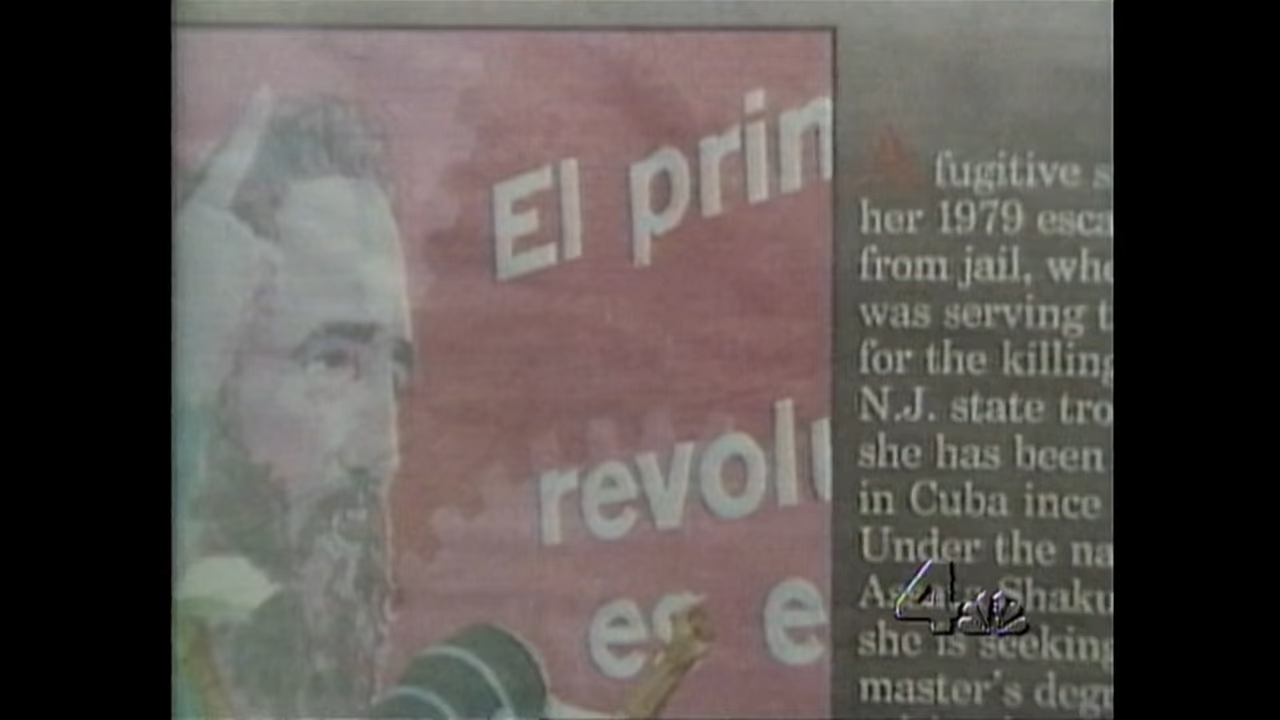 El prin
revolu
es e
A fugitive s
her 1979 esca
from jail, whe
was serving t
for the killing
N.J. state tro
she has been
in Cuba ince
Under the na
Assata Shaku
she is seeking
master's degr
4